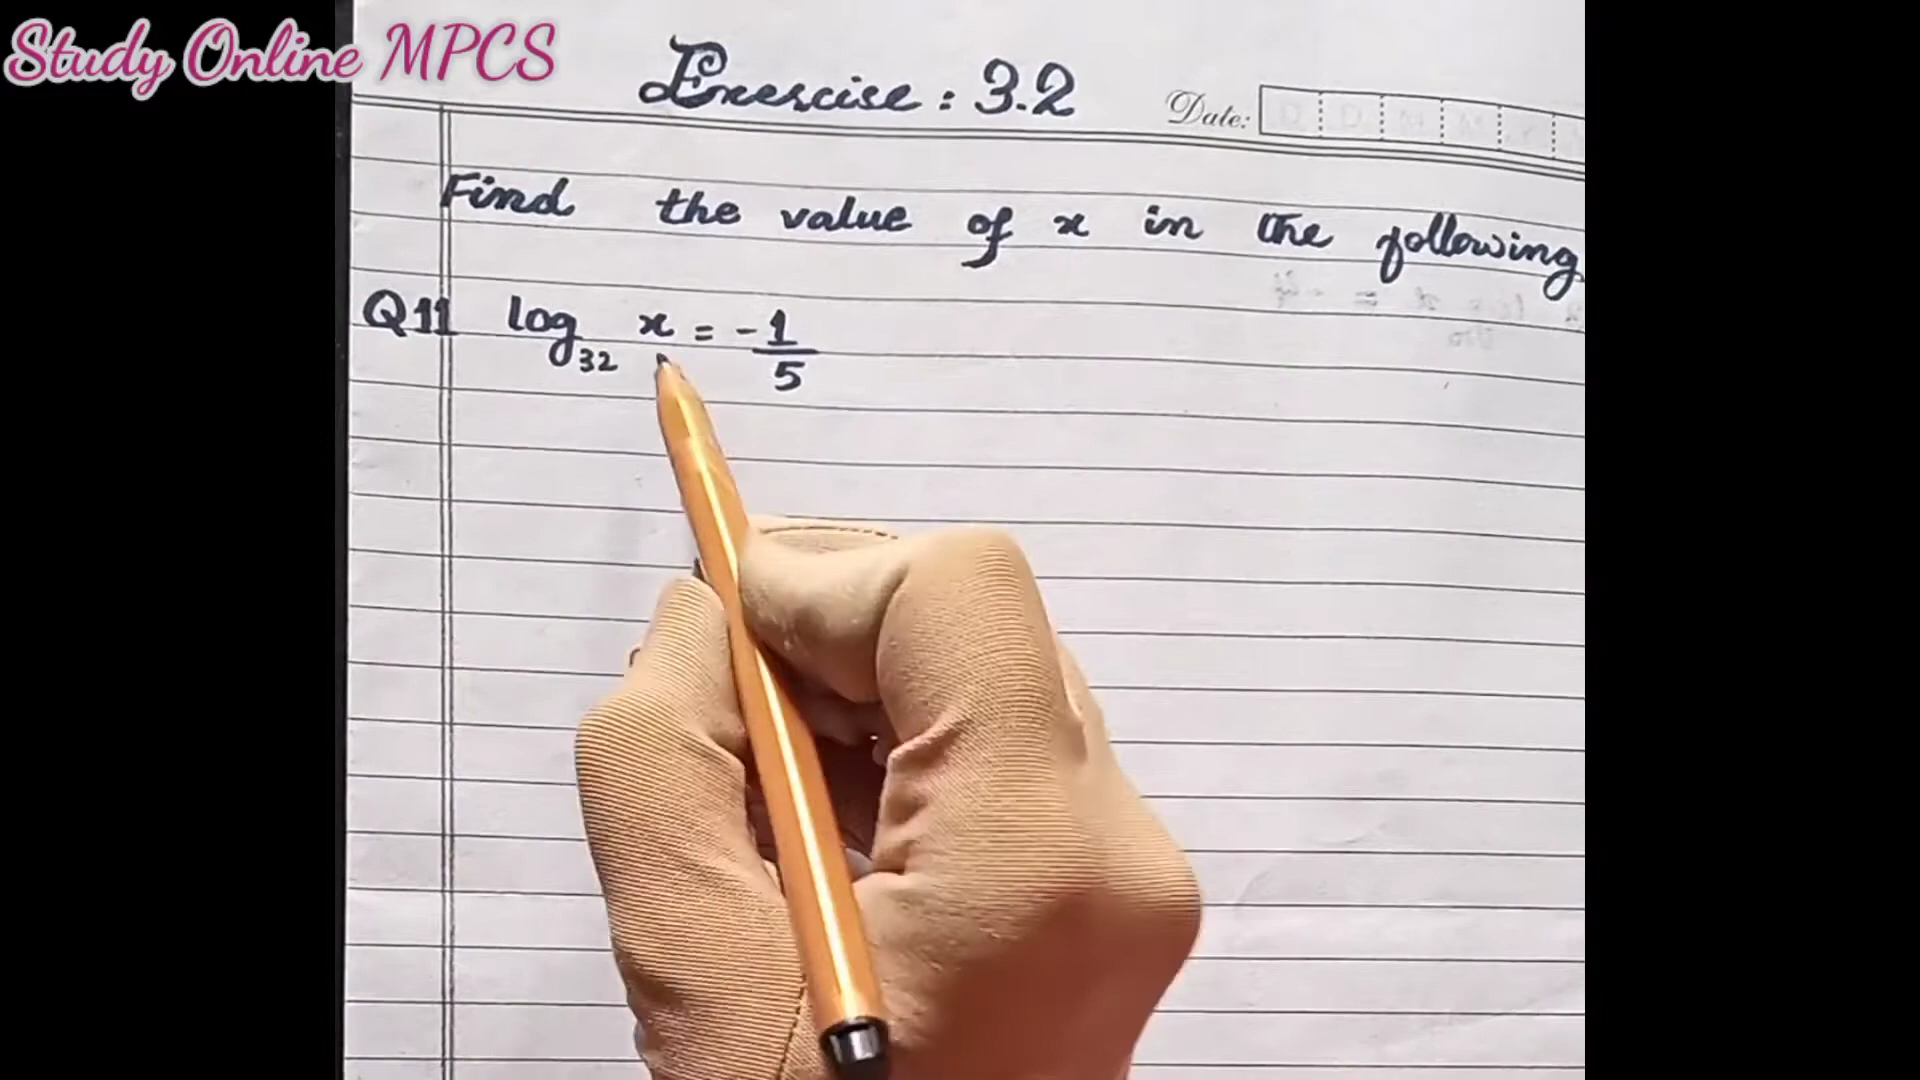 Study Online MPCS
Exercise : 3.2
Date:
Find the value of x in the following
Q11 log₃₂ x = -1/5